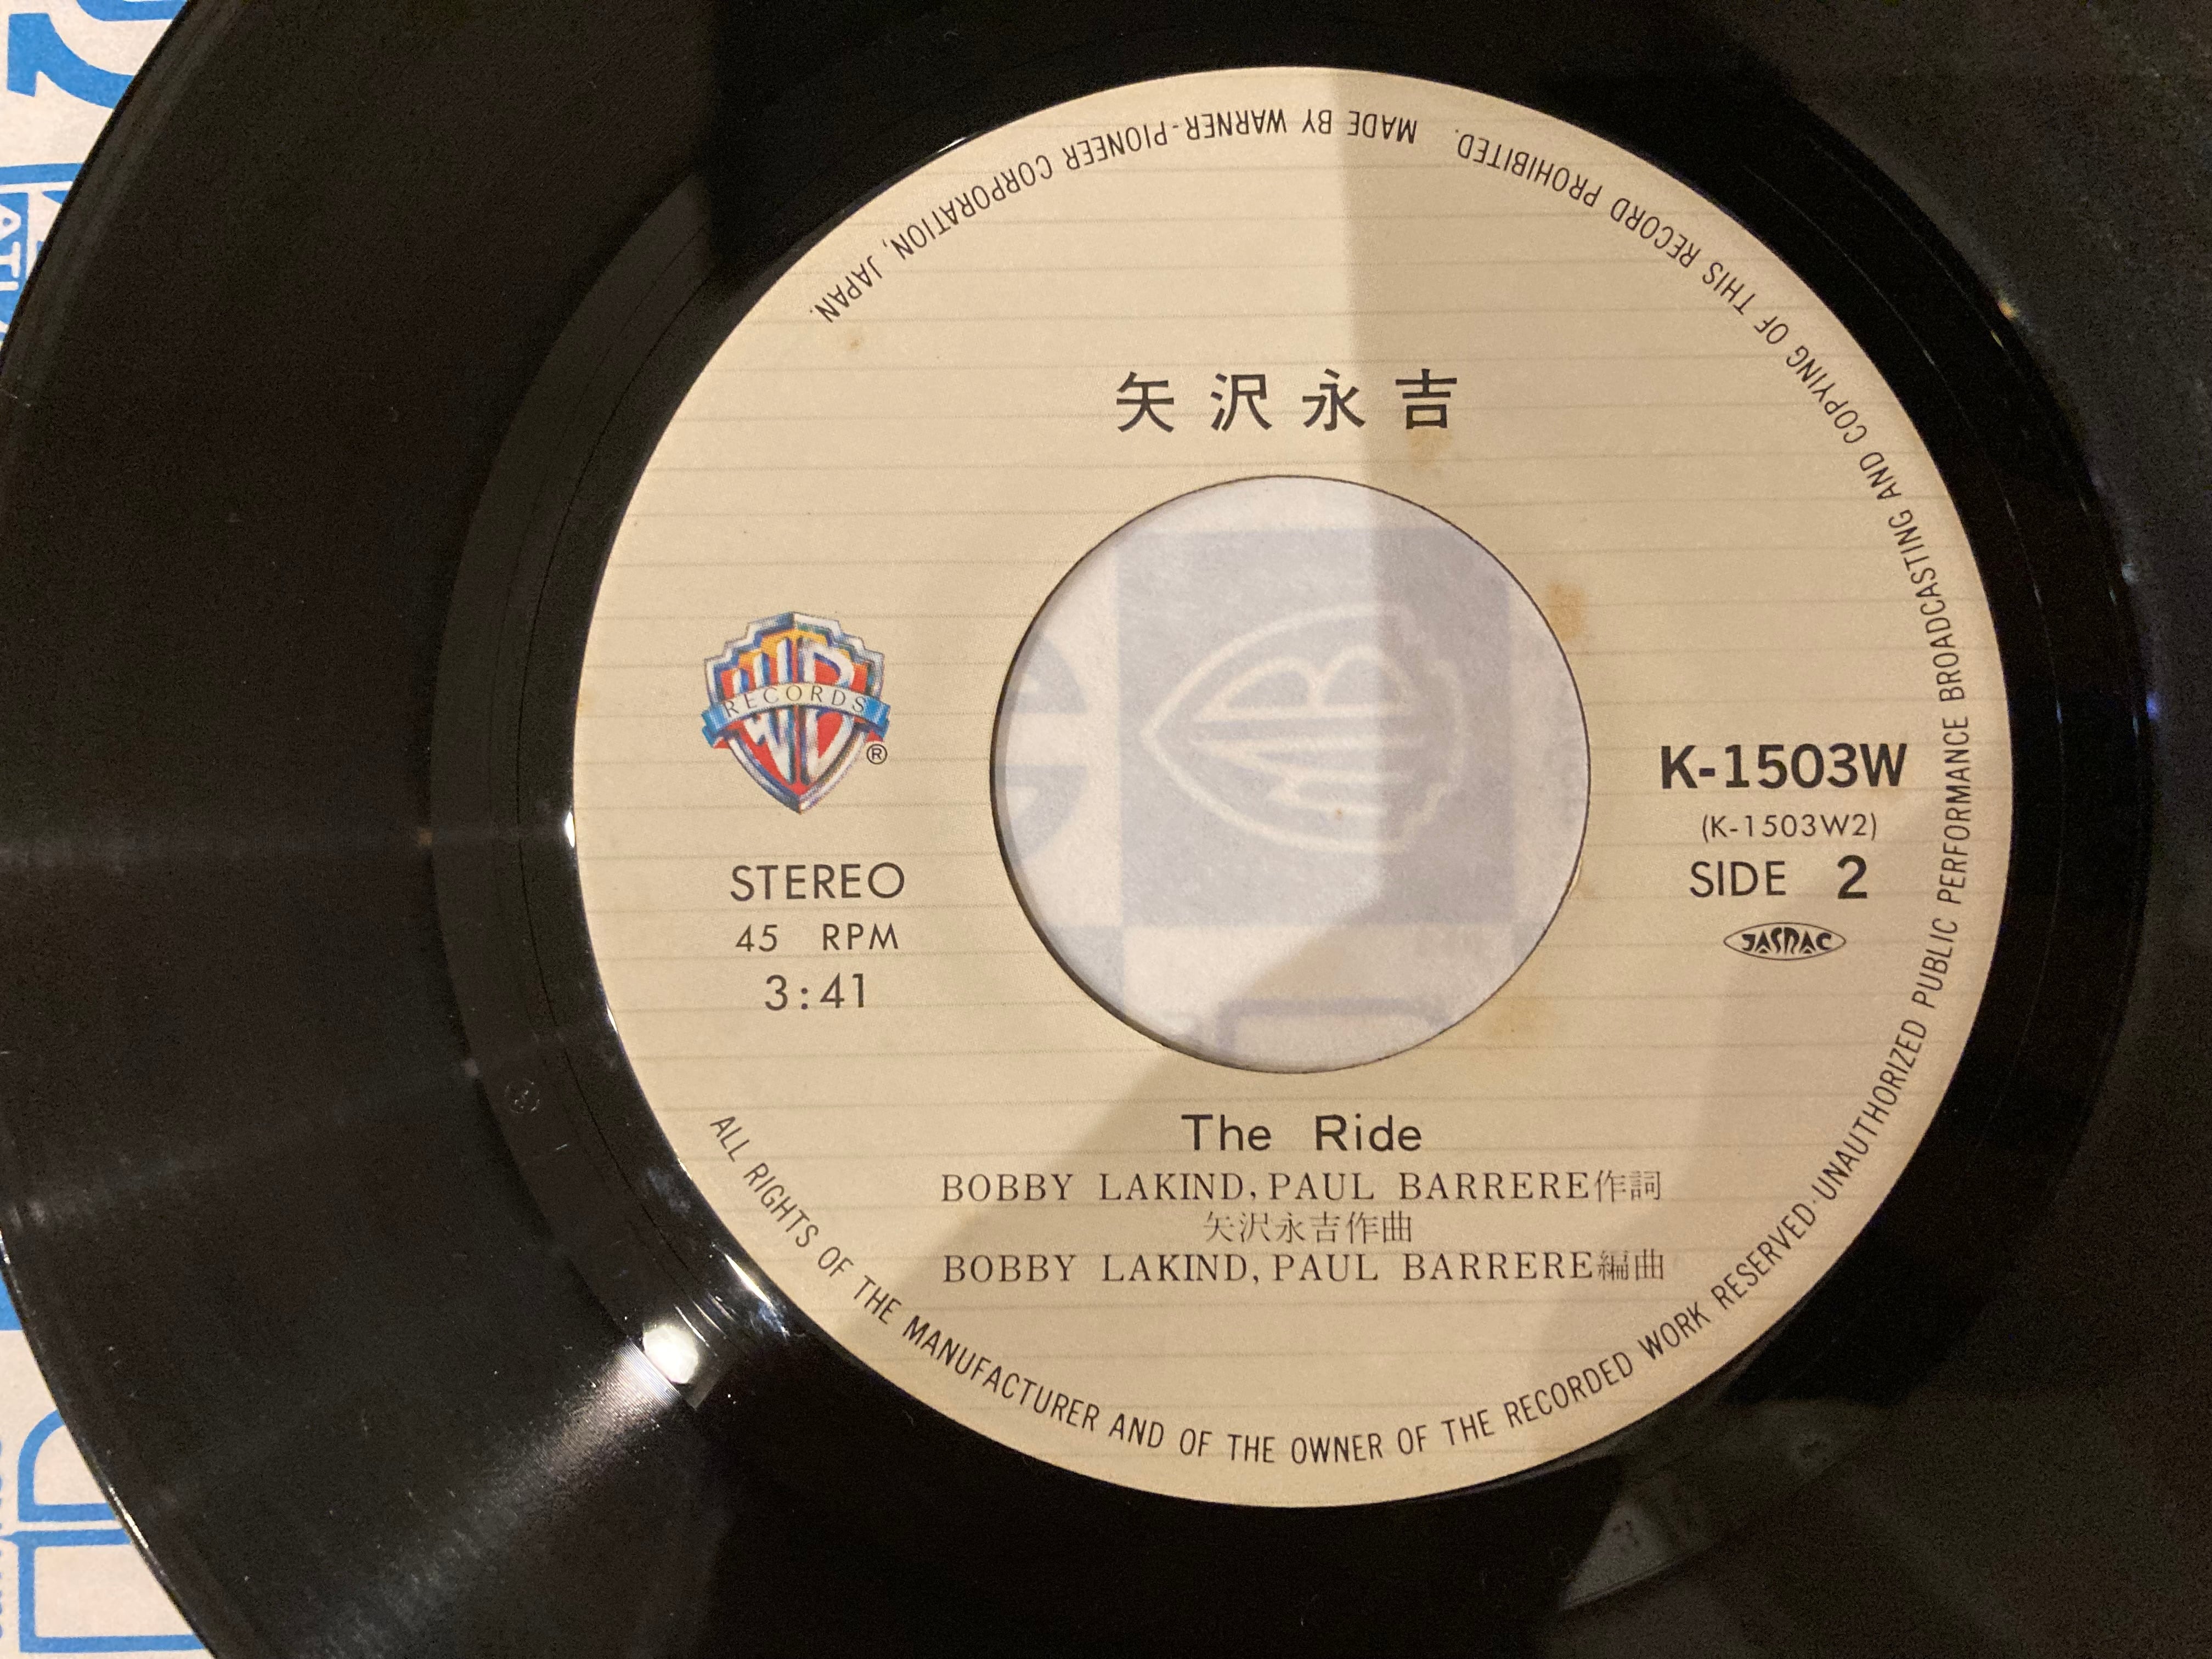 矢沢永吉
WB
RECORDS
®
STEREO
45 RPM
3:41
K-1503W
(K-1503W2)
SIDE 2
JASRAC
The Ride
BOBBY LAKIND, PAUL BARRERE作詞
矢沢永吉作曲
BOBBY LAKIND, PAUL BARRERE編曲
ALL RIGHTS OF THE MANUFACTURER AND OF THE OWNER OF THE RECORDED WORK RESERVED·UNAUTHORIZED PUBLIC PERFORMANCE BROADCASTING AND COPYING OF THIS RECORD PROHIBITED. MADE BY WARNER-PIONEER CORPORATION, JAPAN.